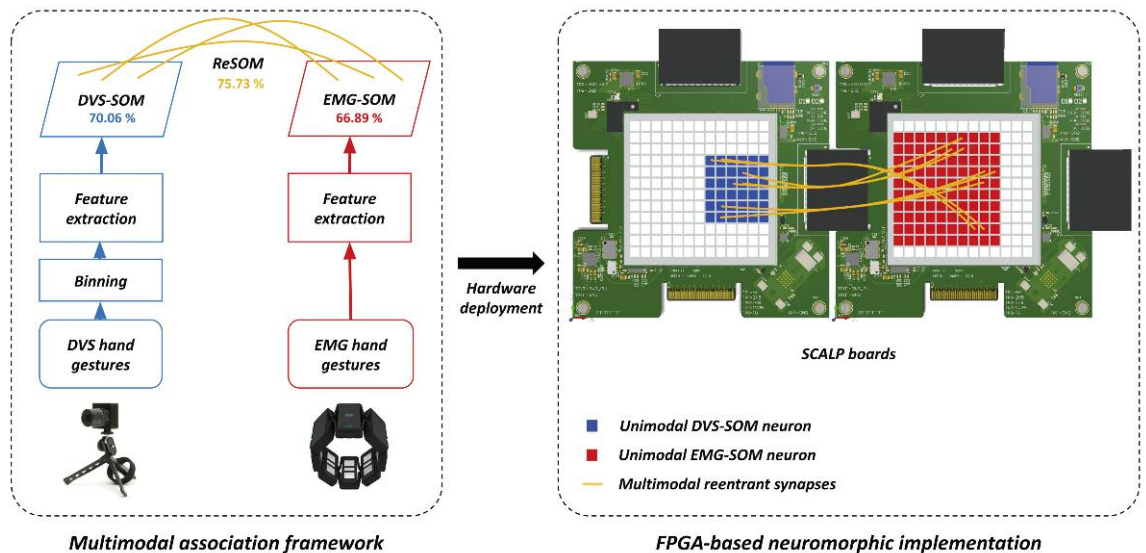 ReSOM
75.73 %
DVS-SOM
70.06 %
EMG-SOM
66.89 %
Feature
extraction
Feature
extraction
Binning
DVS hand
gestures
EMG hand
gestures
Hardware
deployment
SCALP boards
Unimodal DVS-SOM neuron
Unimodal EMG-SOM neuron
Multimodal reentrant synapses
Multimodal association framework
FPGA-based neuromorphic implementation